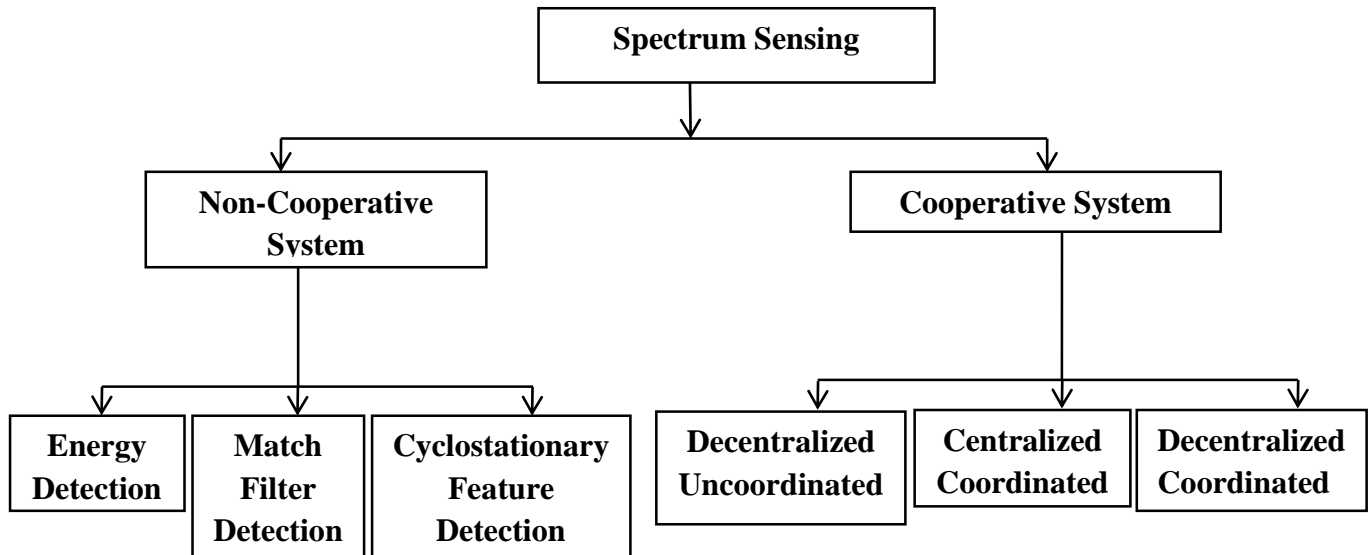 Spectrum Sensing
Non-Cooperative
System
Cooperative System
Energy
Detection
Match
Filter
Detection
Cyclostationary
Feature
Detection
Decentralized
Uncoordinated
Centralized
Coordinated
Decentralized
Coordinated